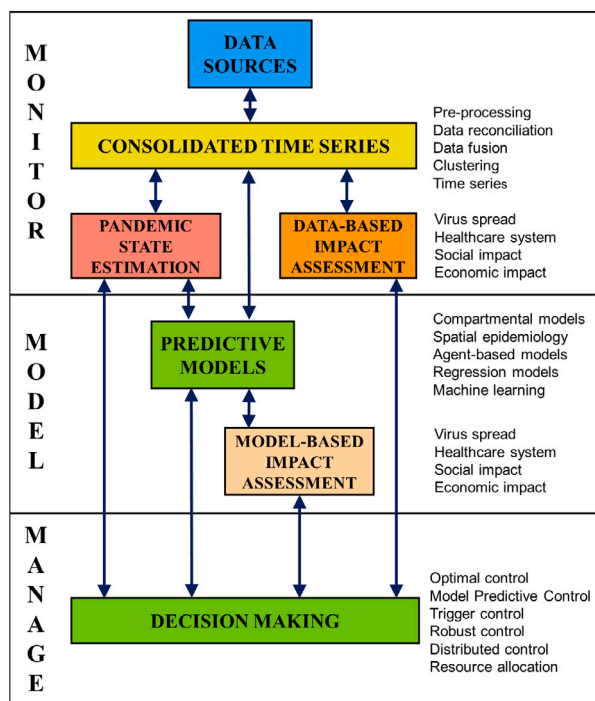 MONITOR
DATA
SOURCES
CONSOLIDATED TIME SERIES
Pre-processing
Data reconciliation
Data fusion
Clustering
Time series
PANDEMIC
STATE
ESTIMATION
DATA-BASED
IMPACT
ASSESSMENT
Virus spread
Healthcare system
Social impact
Economic impact
MODEL
PREDICTIVE
MODELS
Compartmental models
Spatial epidemiology
Agent-based models
Regression models
Machine learning
MODEL-BASED
IMPACT
ASSESSMENT
Virus spread
Healthcare system
Social impact
Economic impact
MANAGE
DECISION MAKING
Optimal control
Model Predictive Control
Trigger control
Robust control
Distributed control
Resource allocation